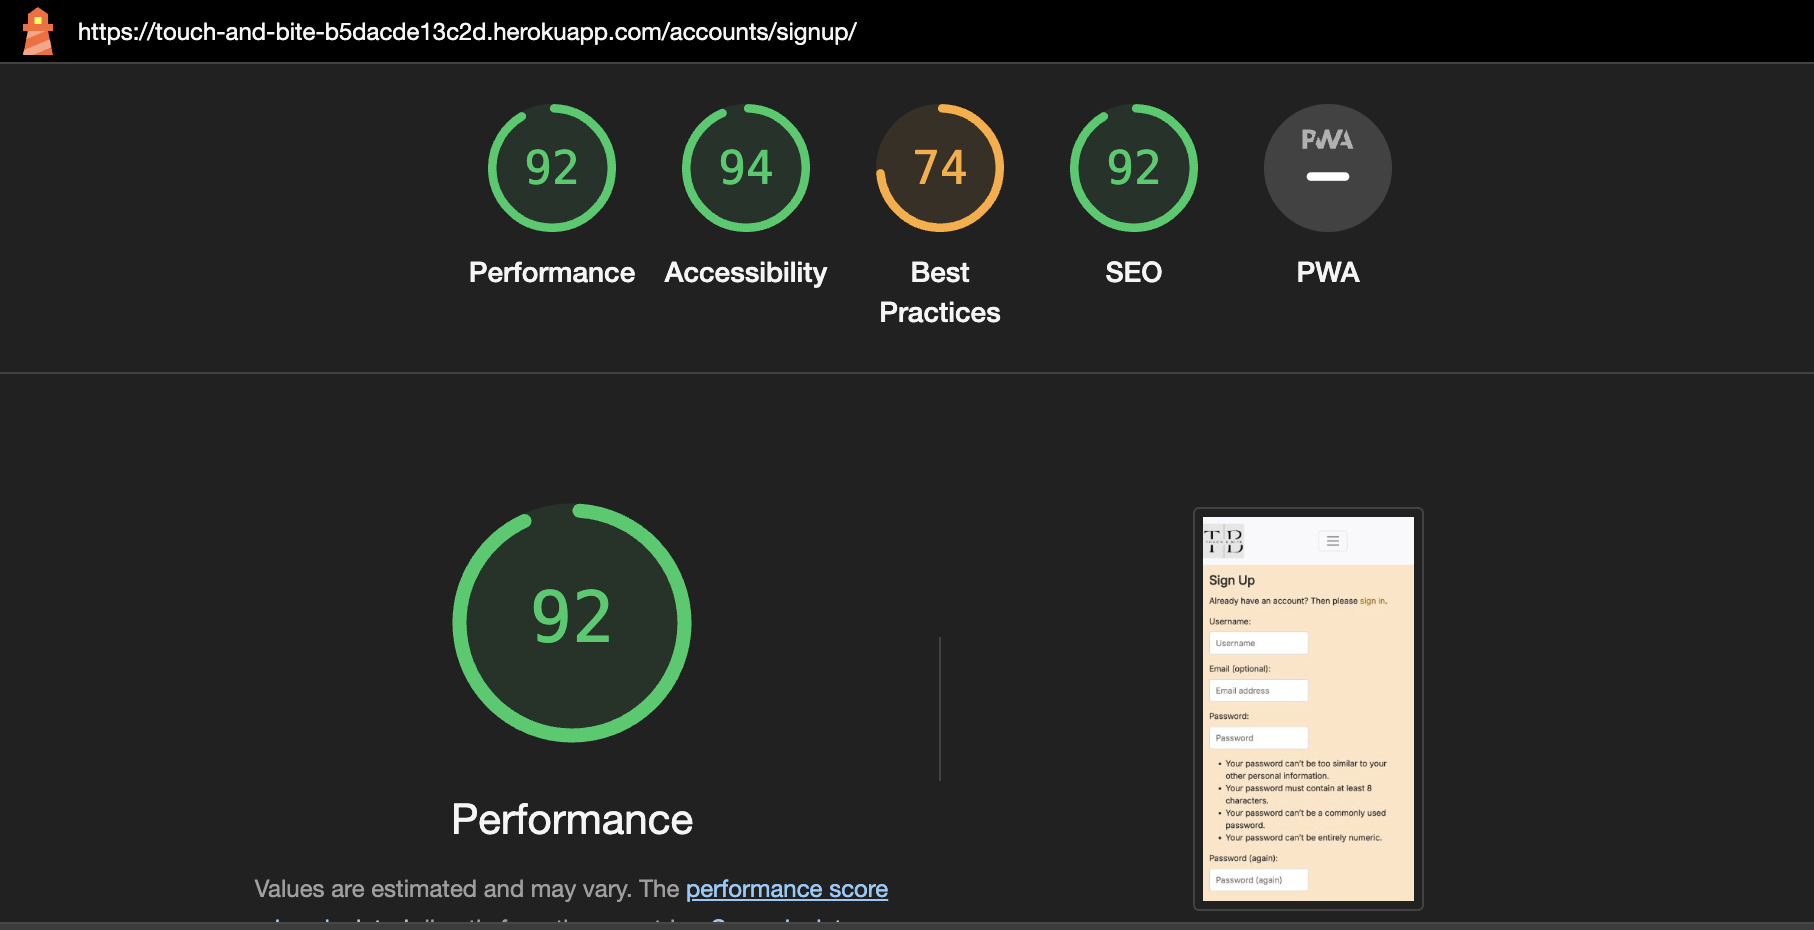 https://touch-and-bite-b5dacde13c2d.herokuapp.com/accounts/signup/
92
94
74
92
PWA
Performance
Accessibility
Best
Practices
SEO
PWA
92
Performance
Values are estimated and may vary. The performance score
T B
Sign Up
Already have an account? Then please sign in.
Username:
Username
Email (optional):
Email address
Password:
Password
• Your password can't be too similar to your
other personal information.
• Your password must contain at least 8
characters.
• Your password can't be a commonly used
password.
• Your password can't be entirely numeric.
Password (again):
Password (again)